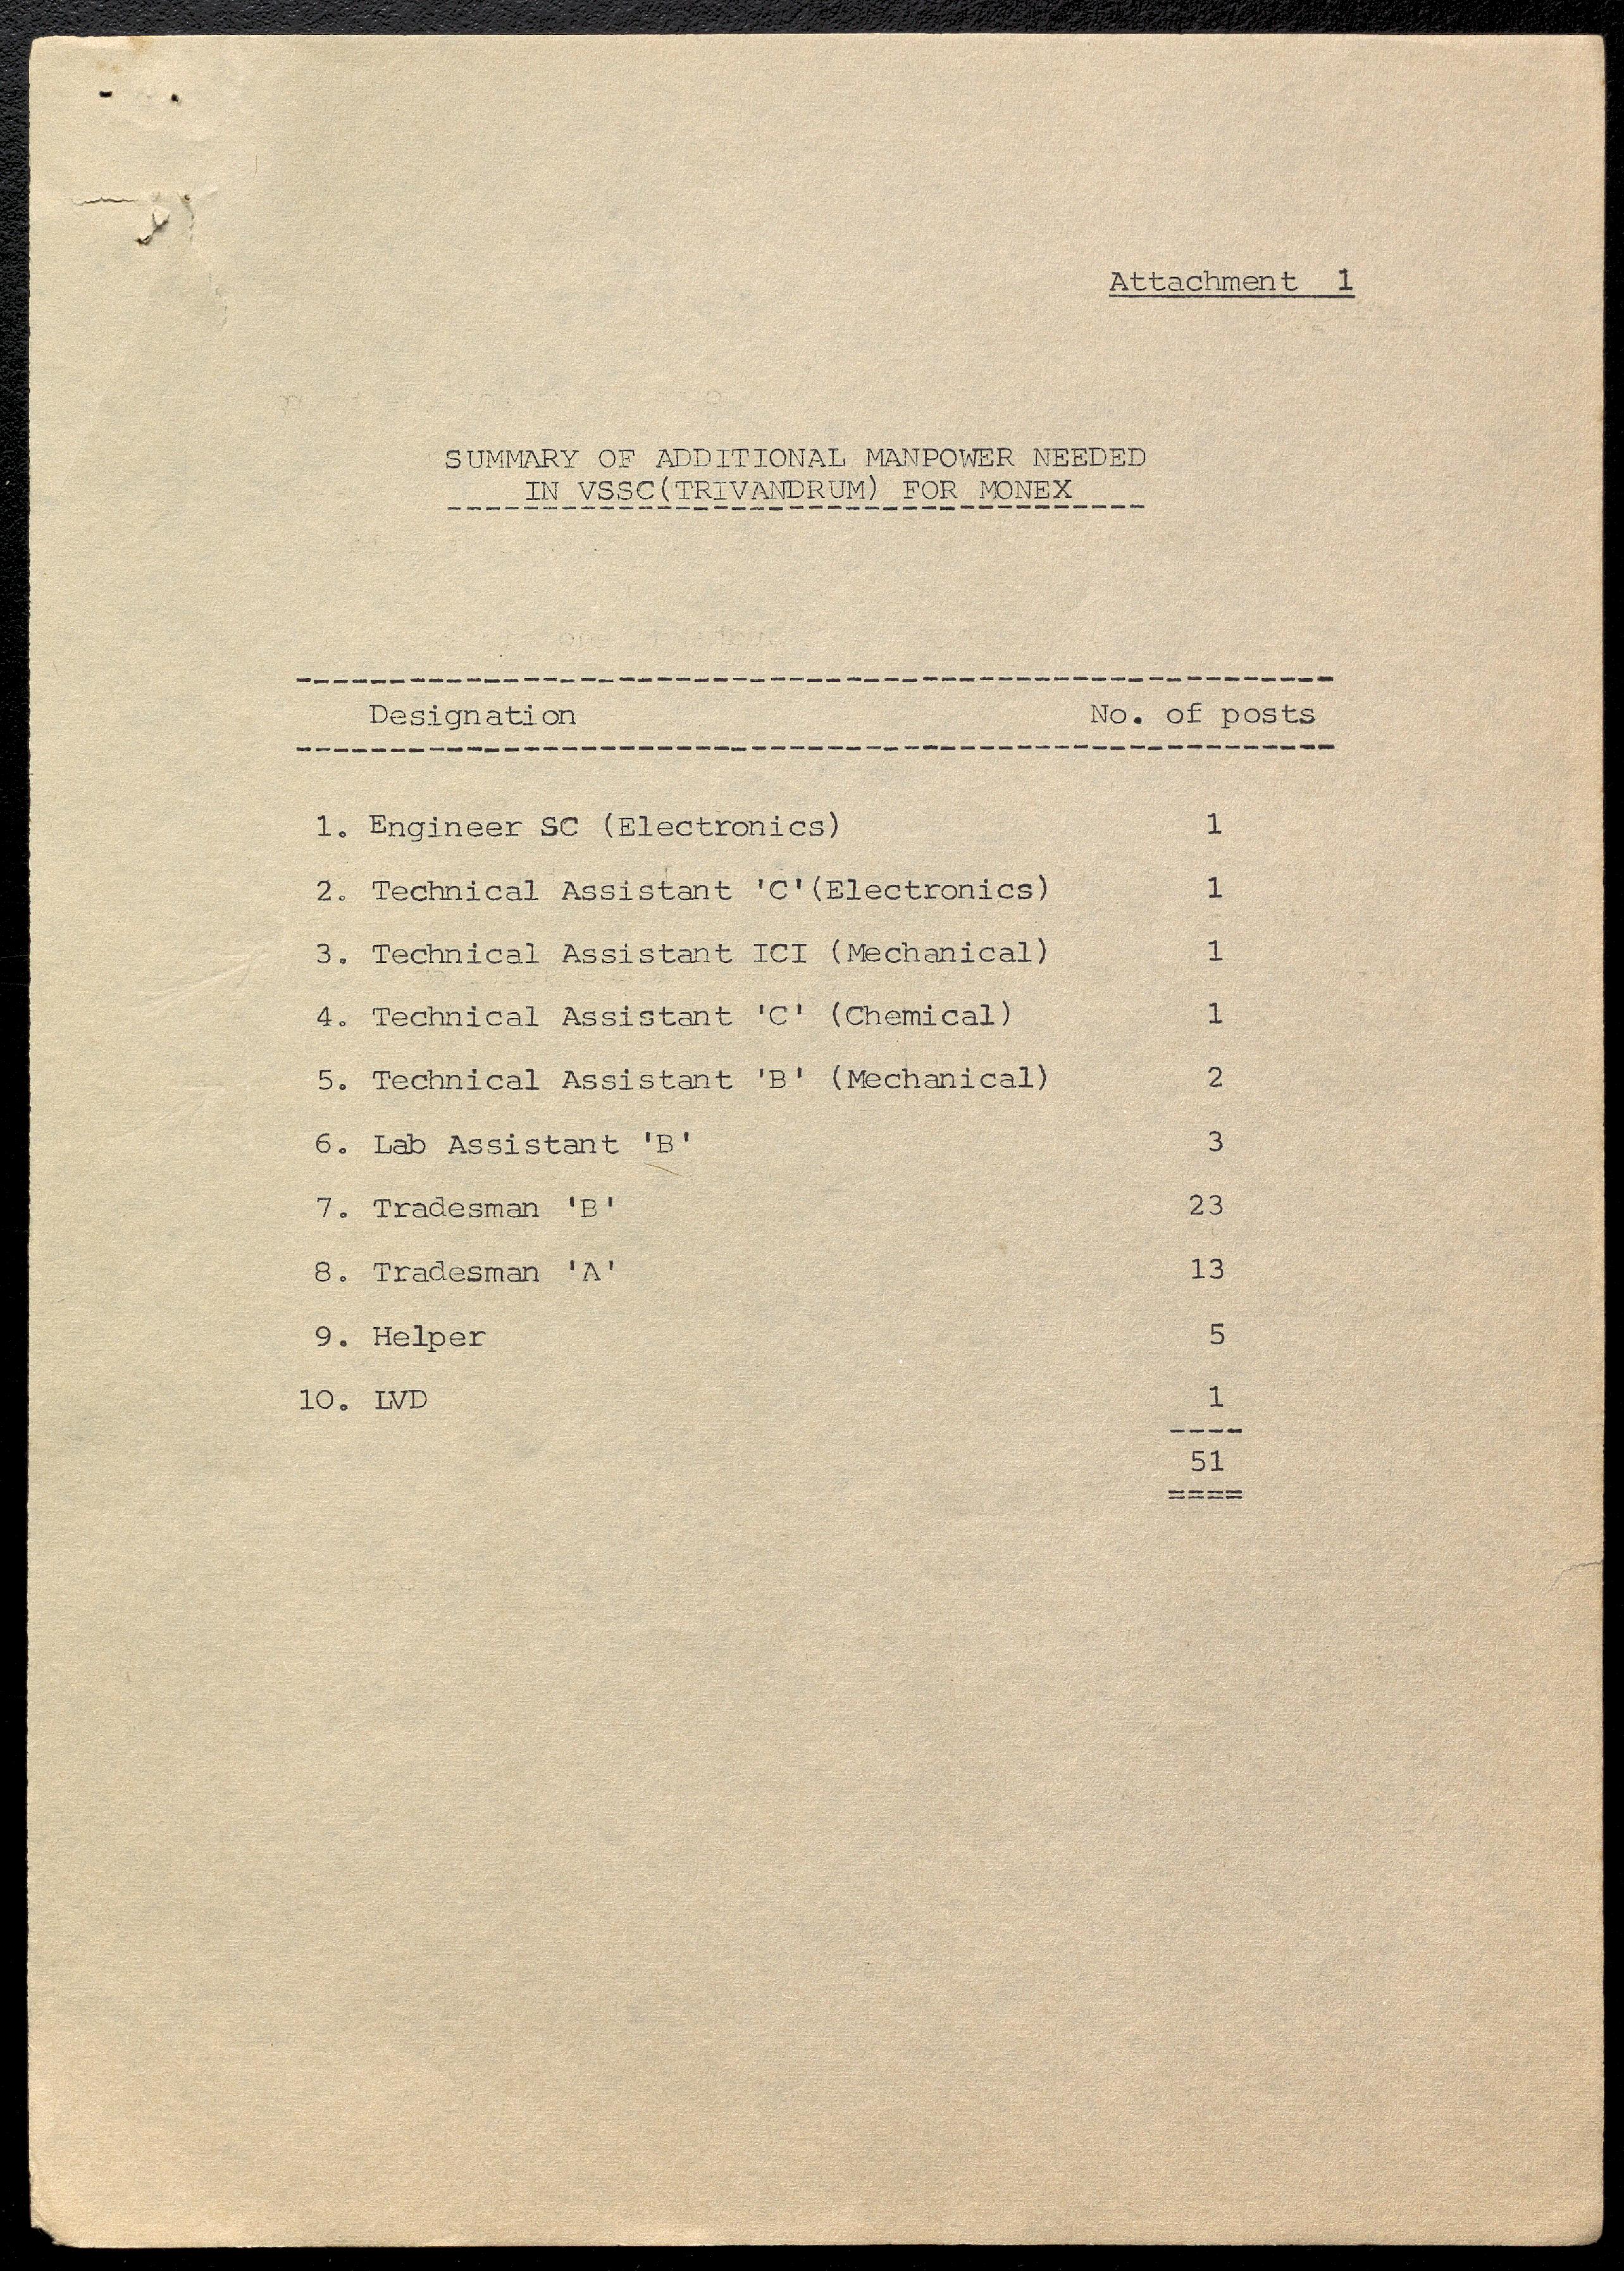 Attachment 1
SUMMARY OF ADDITIONAL MANPOWER NEEDED
IN VSSC(TRIVANDRUM) FOR MONEX
Designation No. of posts
1. Engineer SC (Electronics) 1
2. Technical Assistant 'C'(Electronics) 1
3. Technical Assistant ICI (Mechanical) 1
4. Technical Assistant 'C' (Chemical) 1
5. Technical Assistant 'B' (Mechanical) 2
6. Lab Assistant 'B' 3
7. Tradesman 'B' 23
8. Tradesman 'A' 13
9. Helper 5
10. LVD 1
51